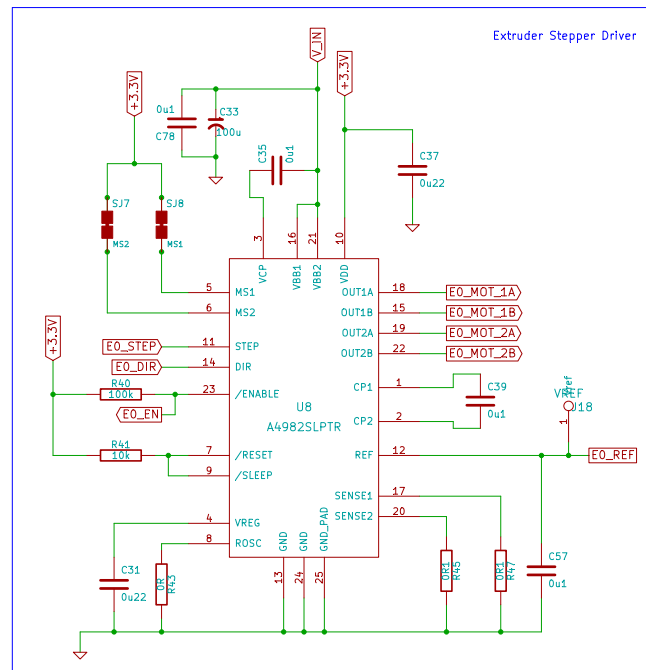 Extruder Stepper Driver
V_IN
+3.3V
+3.3V
0u1
C78
C33
100u
C35
0u1
C37
0u22
SJ7
MS2
SJ8
MS1
3
16
21
10
VCP
VBB1
VBB2
VDD
5
MS1
6
MS2
OUT1A
18
E0_MOT_1A
OUT1B
15
E0_MOT_1B
OUT2A
19
E0_MOT_2A
OUT2B
22
E0_MOT_2B
+3.3V
E0_STEP
11
STEP
E0_DIR
14
DIR
R40
100k
23
/ENABLE
E0_EN
CP1
1
C39
0u1
CP2
2
U8
A4982SLPTR
VREF
Vref
J18
1
R41
10k
7
/RESET
9
/SLEEP
REF
12
E0_REF
SENSE1
17
SENSE2
20
4
VREG
8
ROSC
GND
GND
GND_PAD
13
24
25
C31
0u22
0R
R43
0R1
R45
0R1
R47
C57
0u1